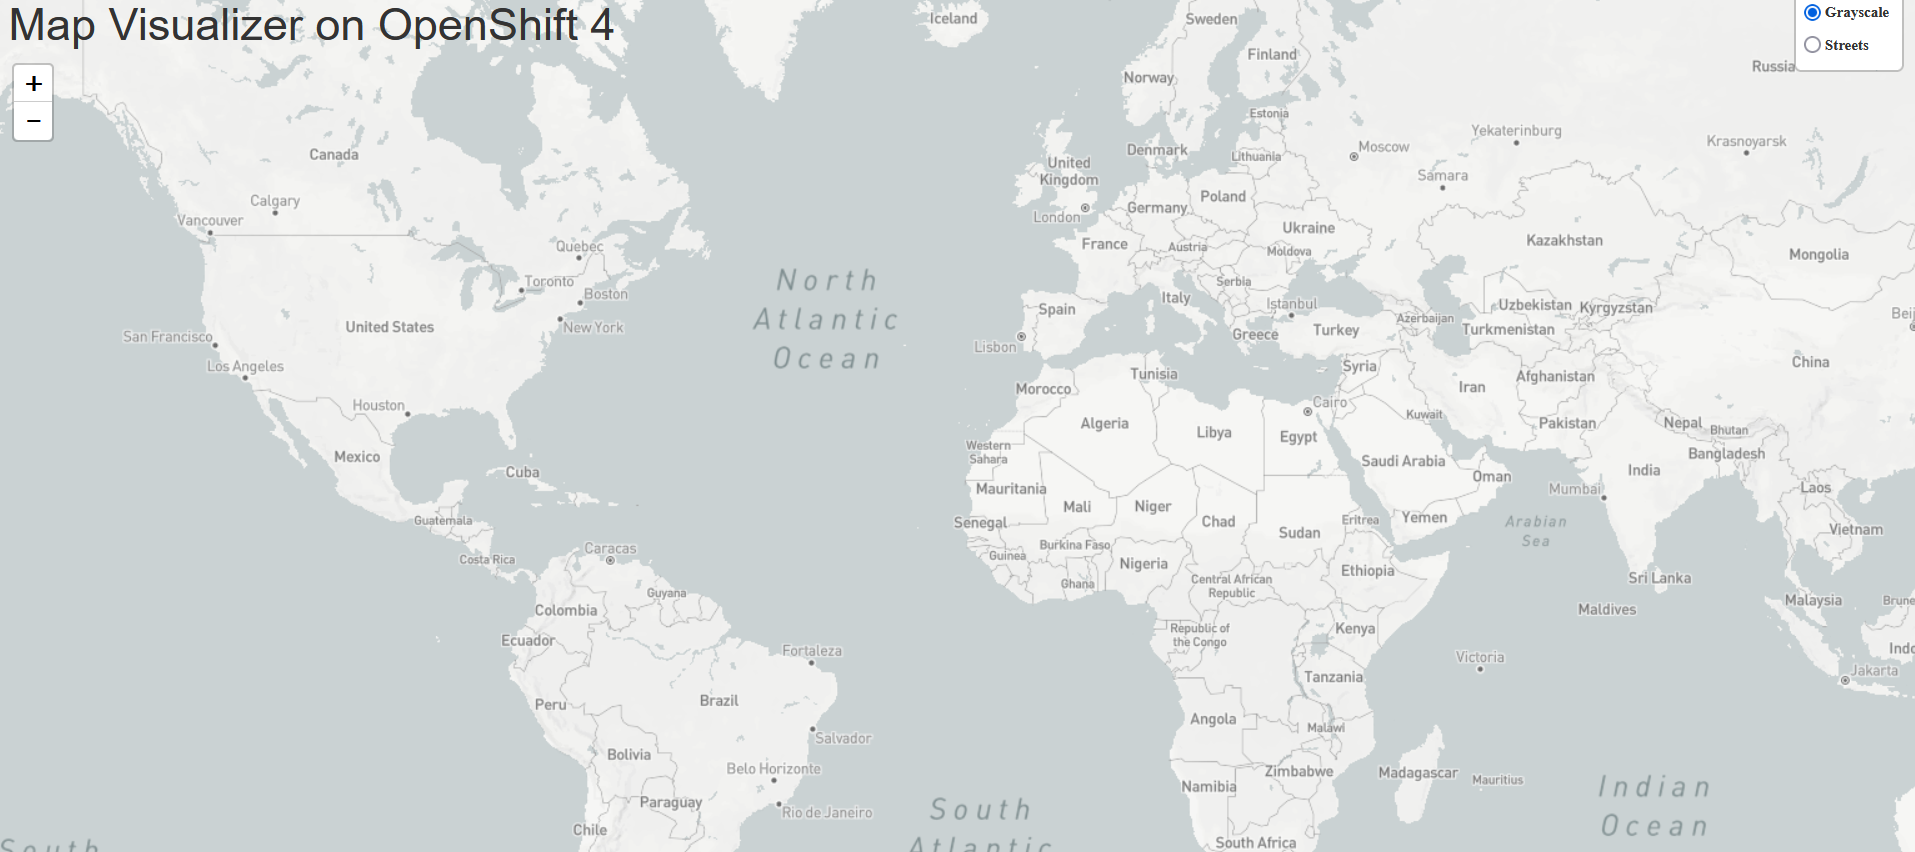 Map Visualizer on OpenShift 4
+
−
Grayscale
Streets
Iceland
Sweden
Finland
Norway
Russia
Estonia
Canada
Denmark
Lithuania
Moscow
Yekaterinburg
Krasnoyarsk
United
Kingdom
Samara
Calgary
Vancouver
London
Germany
Poland
Ukraine
Kazakhstan
Mongolia
Quebec
France
Austria
Moldova
Toronto
Boston
North
Atlantic
Ocean
Serbia
Italy
Spain
Istanbul
Uzbekistan
Kyrgyzstan
Beij
San Francisco
United States
New York
Lisbon
Greece
Turkey
Azerbaijan
Turkmenistan
China
Los Angeles
Tunisia
Syria
Iran
Afghanistan
Morocco
Houston
Cairo
Kuwait
Algeria
Libya
Egypt
Pakistan
Nepal
Bhutan
Mexico
Western
Sahara
Saudi Arabia
Bangladesh
Cuba
Oman
India
Mauritania
Mumbai
Laos
Mali
Niger
Guatemala
Senegal
Chad
Sudan
Eritrea
Yemen
Arabian
Sea
Vietnam
Costa Rica
Caracas
Guinea
Burkina Faso
Nigeria
Ethiopia
Ghana
Central African
Republic
Sri Lanka
Guyana
Colombia
Maldives
Malaysia
Brune
Ecuador
Republic of
the Congo
Kenya
Indo
Fortaleza
Victoria
Jakarta
Tanzania
Peru
Brazil
Angola
Malawi
Salvador
Bolivia
Belo Horizonte
Zimbabwe
Madagascar
Mauritius
Namibia
Indian
Ocean
Paraguay
Rio de Janeiro
South
Atlantic
Chile
South Africa
South